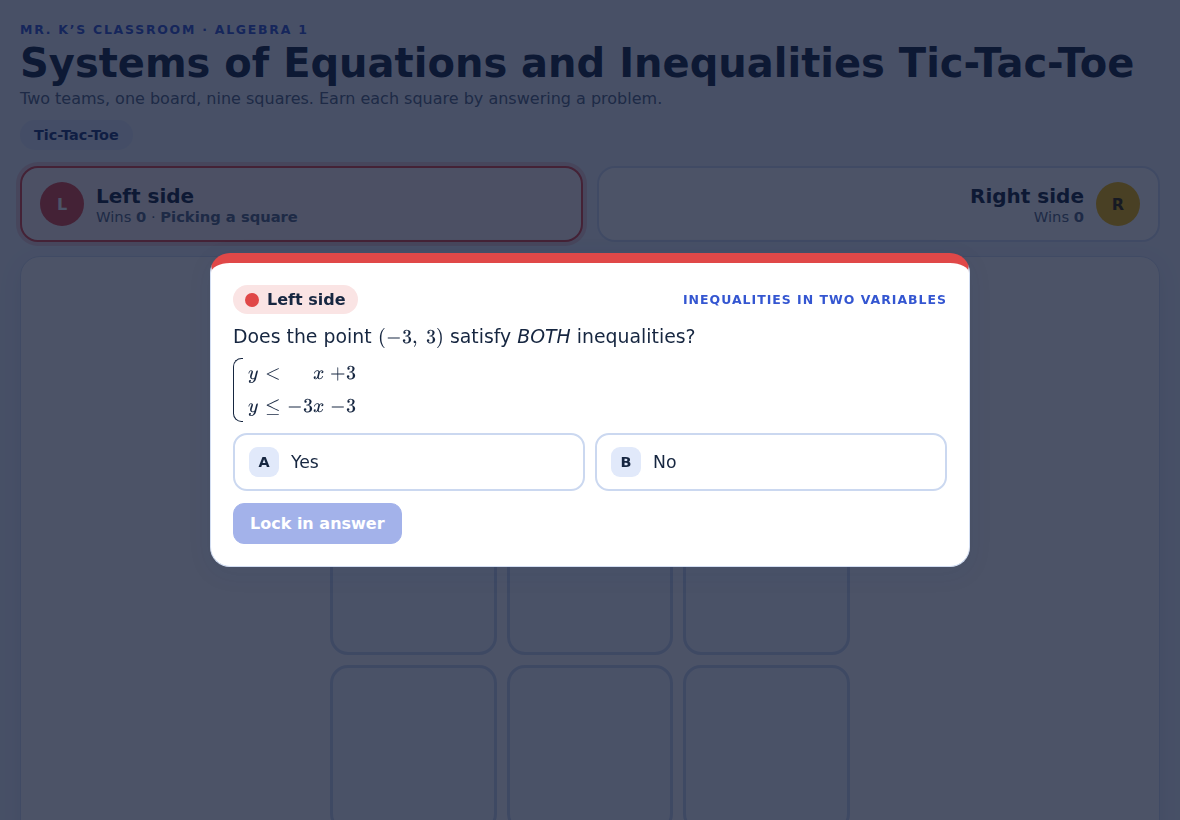 MR. K'S CLASSROOM · ALGEBRA 1
Systems of Equations and Inequalities Tic-Tac-Toe
Two teams, one board, nine squares. Earn each square by answering a problem.
Tic-Tac-Toe
L
Left side
Wins 0 · Picking a square
Right side
Wins 0
R
Left side
INEQUALITIES IN TWO VARIABLES
Does the point (−3, 3) satisfy BOTH inequalities?
y < x +3
y ≤ −3x −3
A Yes
B No
Lock in answer